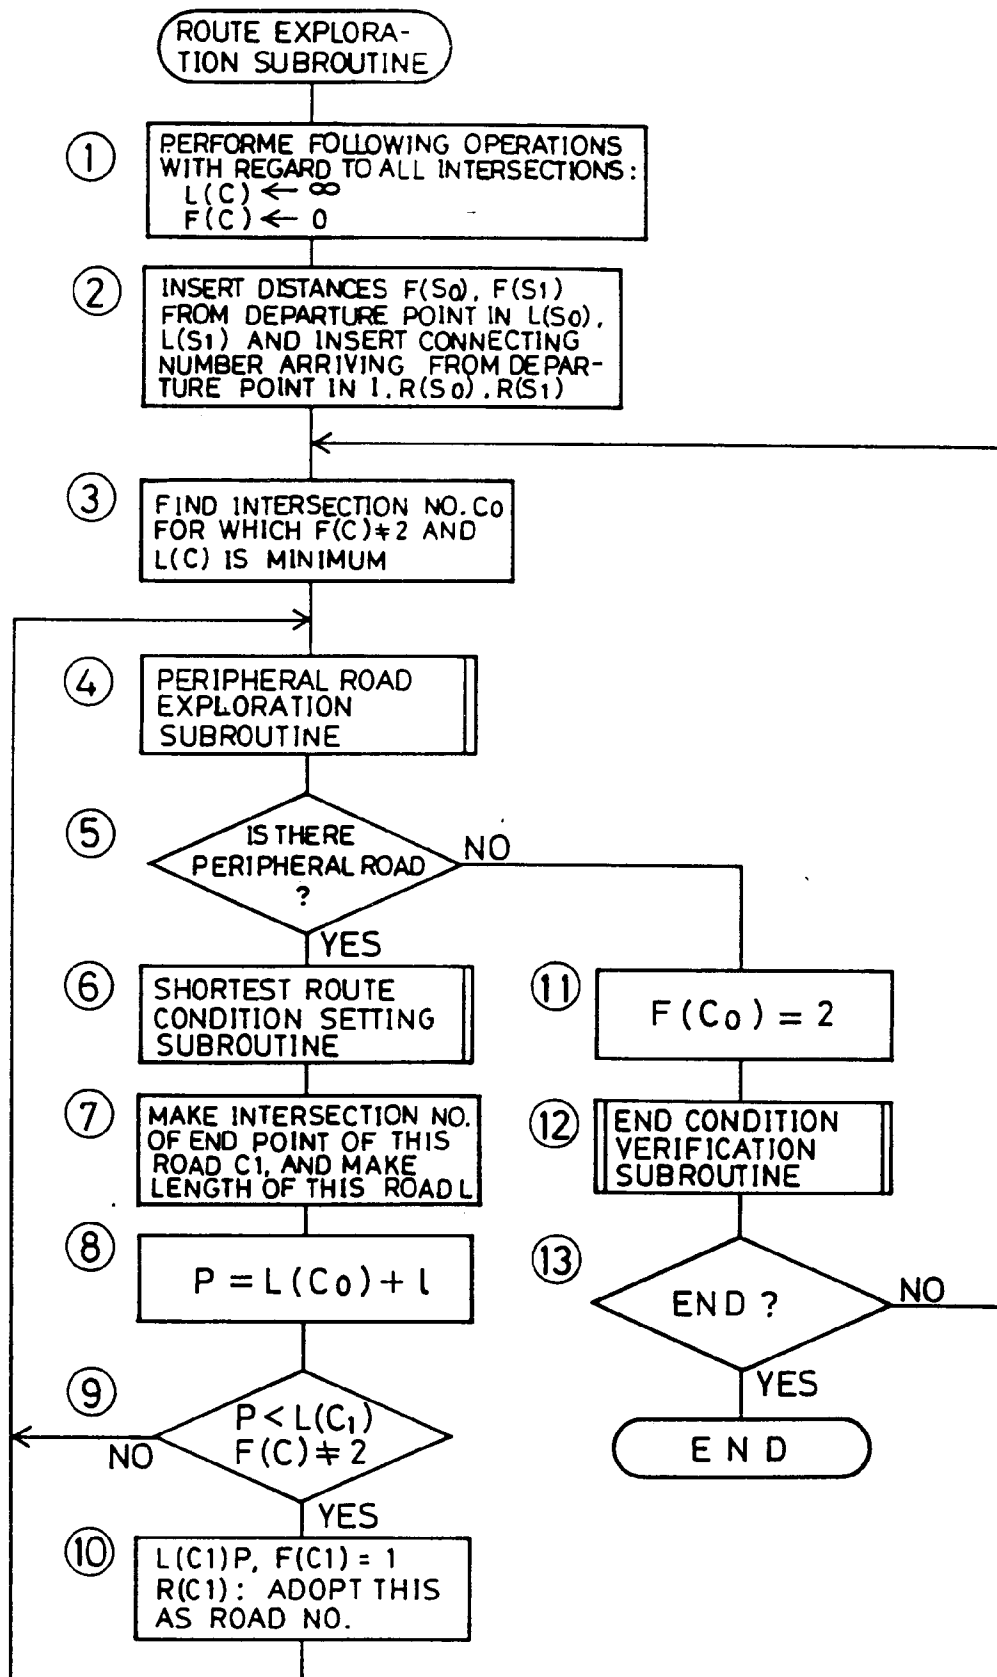 ROUTE EXPLORA-
TION SUBROUTINE
①
PERFORME FOLLOWING OPERATIONS
WITH REGARD TO ALL INTERSECTIONS:
L(C) ← ∞
F(C) ← 0
②
INSERT DISTANCES F(S0), F(S1)
FROM DEPARTURE POINT IN L(S0),
L(S1) AND INSERT CONNECTING
NUMBER ARRIVING FROM DEPAR-
TURE POINT IN I, R(S0), R(S1)
③
FIND INTERSECTION NO. C0
FOR WHICH F(C)≠2 AND
L(C) IS MINIMUM
④
PERIPHERAL ROAD
EXPLORATION
SUBROUTINE
⑤
IS THERE
PERIPHERAL ROAD
?
NO
YES
⑥
SHORTEST ROUTE
CONDITION SETTING
SUBROUTINE
⑦
MAKE INTERSECTION NO.
OF END POINT OF THIS
ROAD C1, AND MAKE
LENGTH OF THIS ROAD L
⑧
P = L(C0) + l
⑨
P < L(C1)
F(C) ≠ 2
NO
YES
⑩
L(C1)P, F(C1) = 1
R(C1): ADOPT THIS
AS ROAD NO.
⑪
F(C0) = 2
⑫
END CONDITION
VERIFICATION
SUBROUTINE
⑬
END ?
NO
YES
END